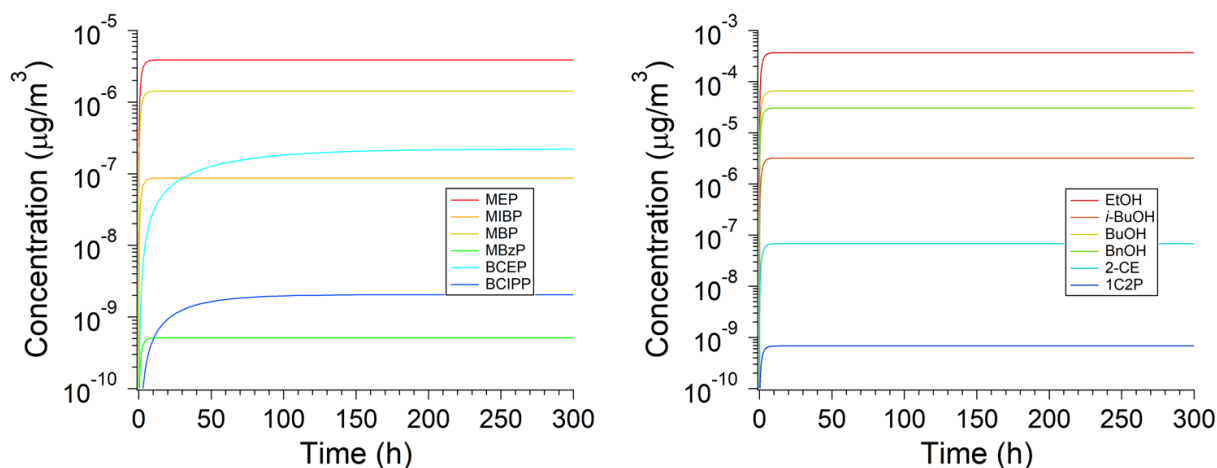 10⁻⁵
10⁻⁶
10⁻⁷
10⁻⁸
10⁻⁹
10⁻¹⁰
Concentration (µg/m³)
MEP
MIBP
MBP
MBzP
BCEP
BCIPP
0 50 100 150 200 250 300
Time (h)
10⁻³
10⁻⁴
10⁻⁵
10⁻⁶
10⁻⁷
10⁻⁸
10⁻⁹
10⁻¹⁰
Concentration (µg/m³)
EtOH
i-BuOH
BuOH
BnOH
2-CE
1C2P
0 50 100 150 200 250 300
Time (h)